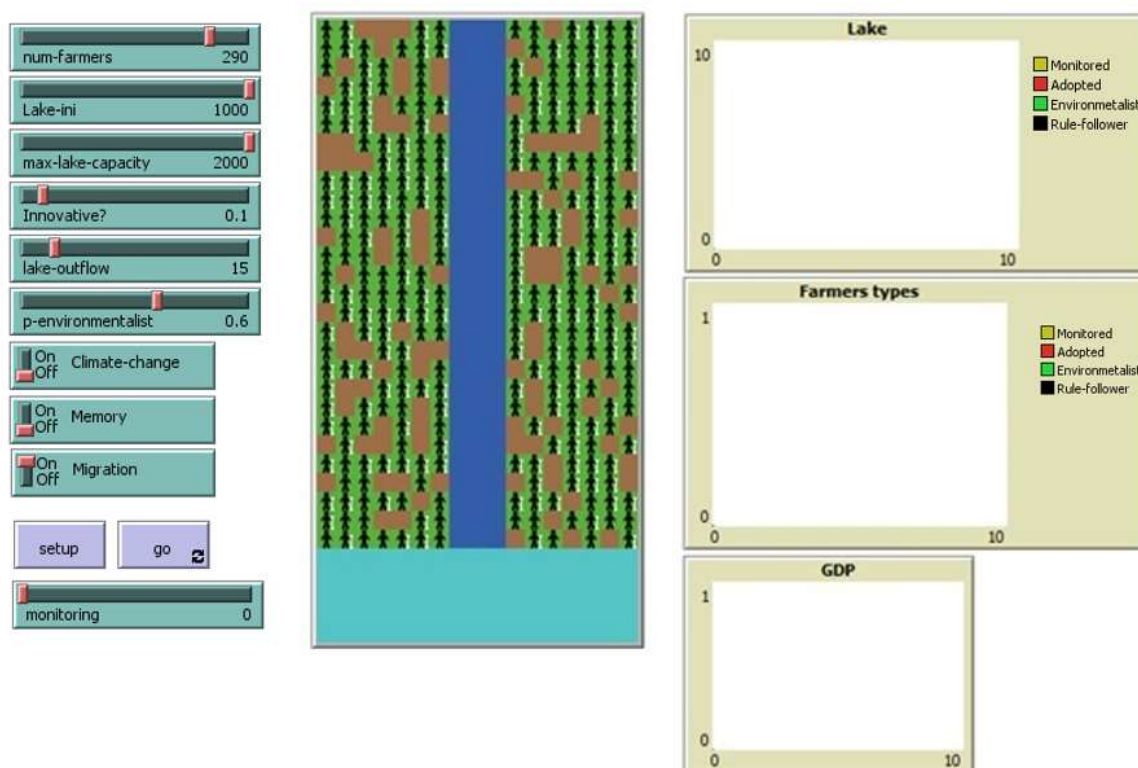 num-farmers 290
Lake-ini 1000
max-lake-capacity 2000
Innovative? 0.1
lake-outflow 15
p-environmentalist 0.6
On
Off
Climate-change
On
Off
Memory
On
Off
Migration
setup
go
monitoring 0
Lake
10
0
0 10
Monitored
Adopted
Environmetalist
Rule-follower
Farmers types
1
0
0 10
Monitored
Adopted
Environmetalist
Rule-follower
GDP
1
0
0 10